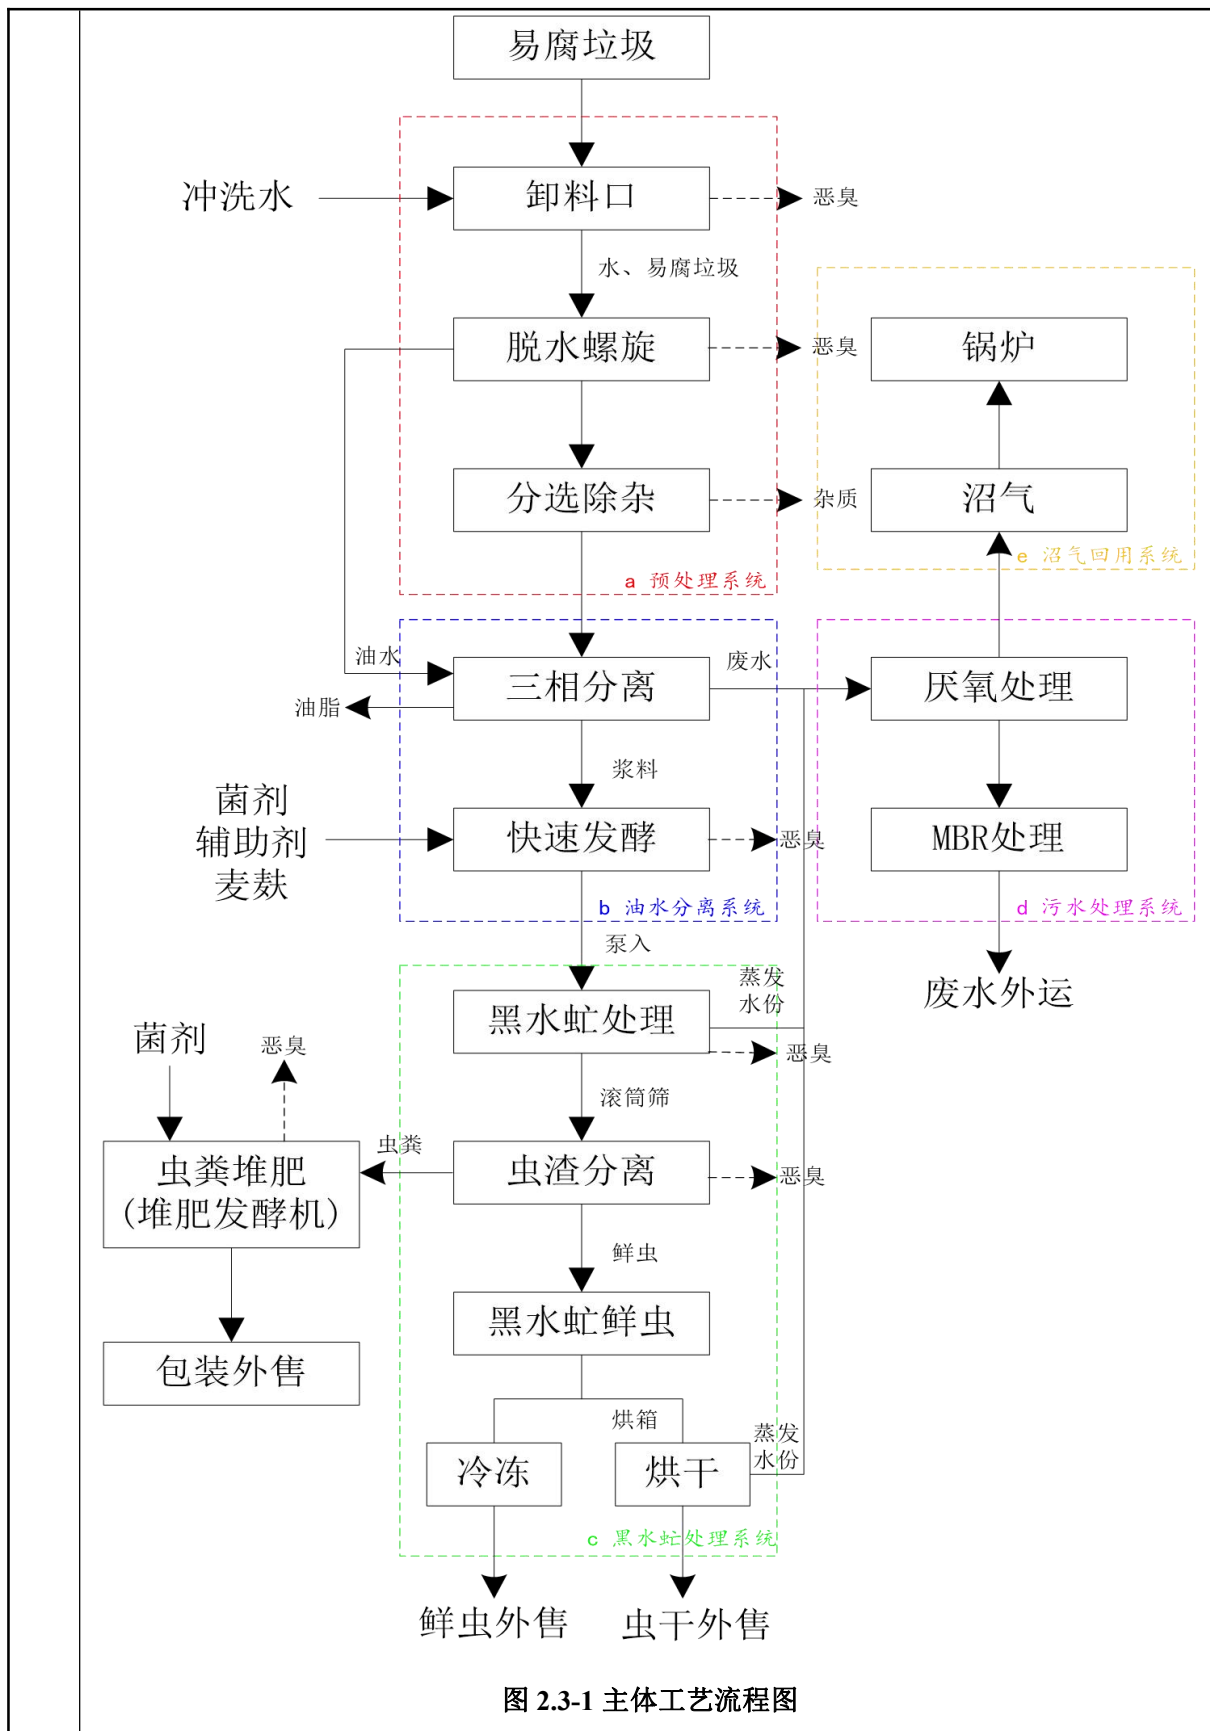 易腐垃圾
冲洗水
卸料口
恶臭
水、易腐垃圾
脱水螺旋
恶臭
锅炉
分选除杂
杂质
沼气
e 沼气回用系统
a 预处理系统
油水
三相分离
废水
厌氧处理
油脂
浆料
菌剂
辅助剂
麦麸
快速发酵
恶臭
MBR处理
b 油水分离系统
d 污水处理系统
泵入
蒸发
水份
废水外运
黑水虻处理
恶臭
菌剂
恶臭
滚筒筛
虫粪
虫粪堆肥
(堆肥发酵机)
虫渣分离
恶臭
鲜虫
黑水虻鲜虫
包装外售
烘箱
蒸发
水份
冷冻
烘干
c 黑水虻处理系统
鲜虫外售
虫干外售
图 2.3-1 主体工艺流程图